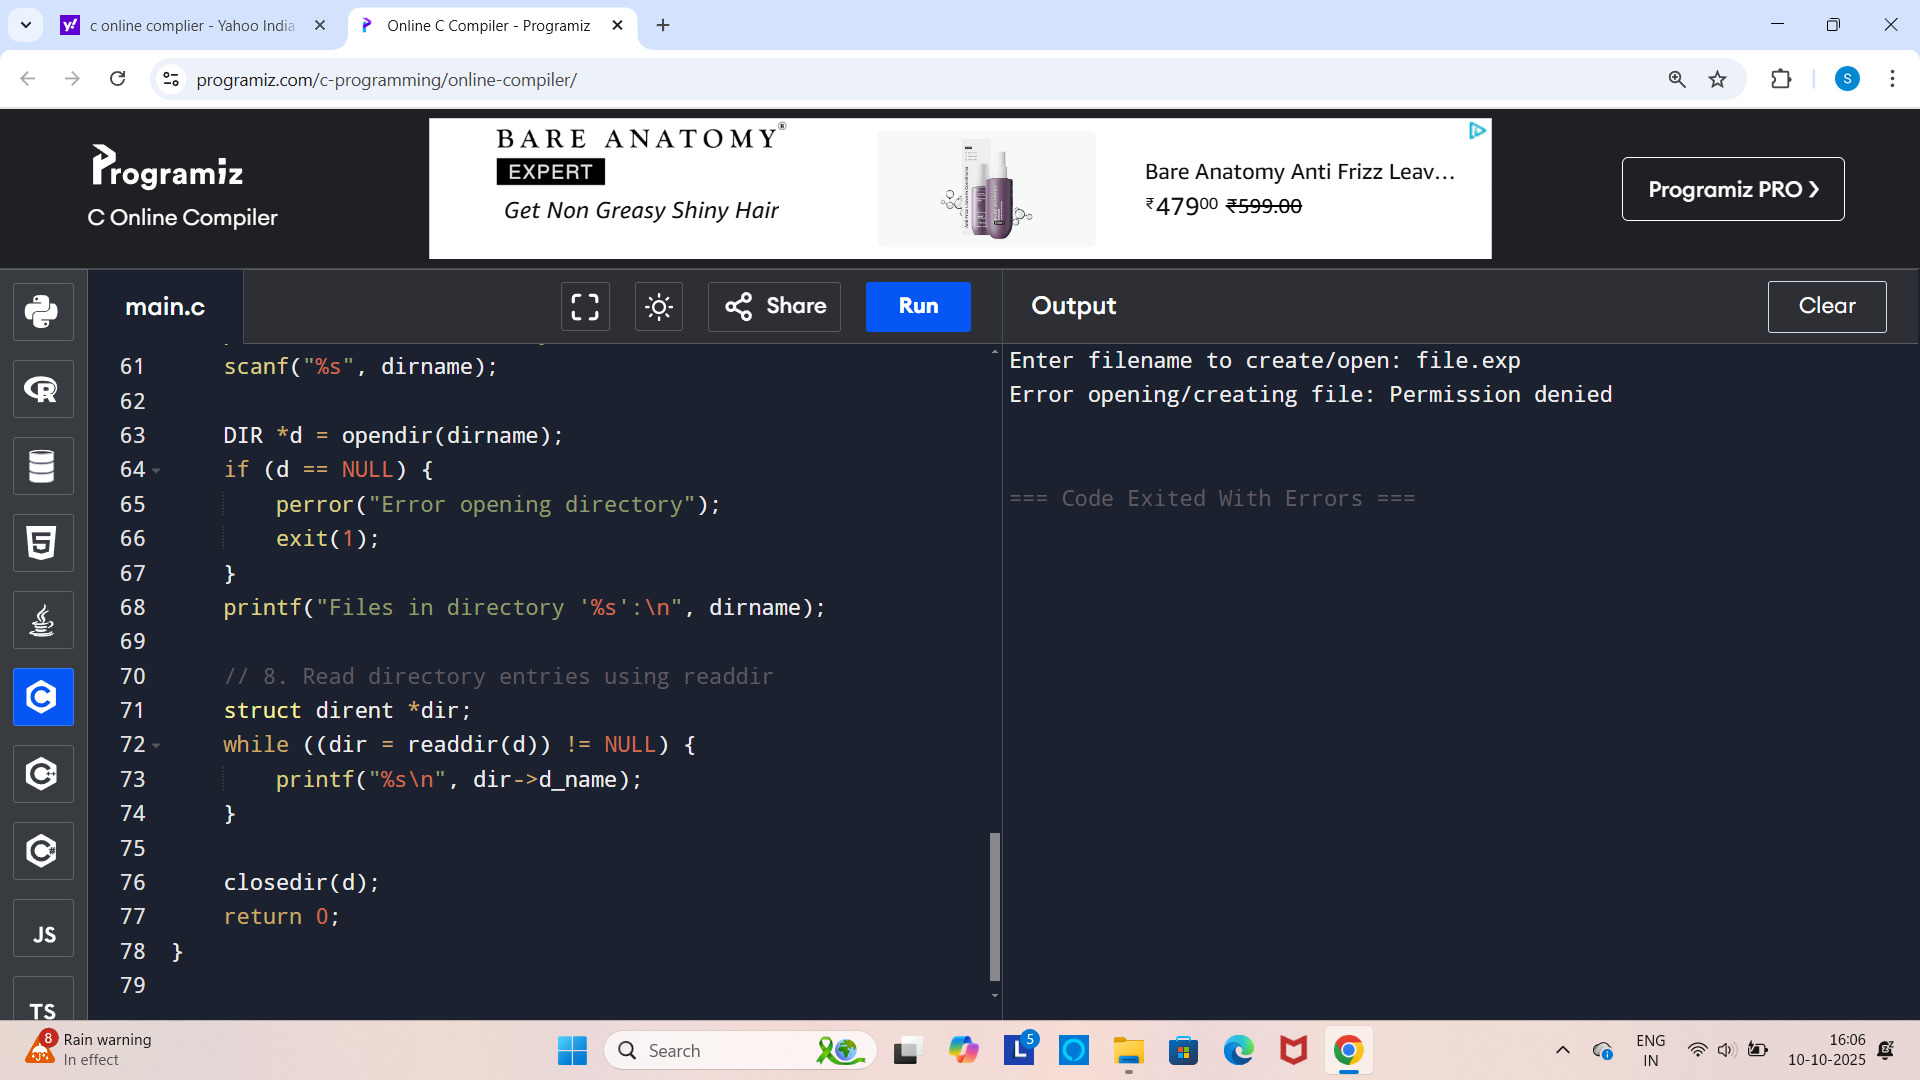 c online complier - Yahoo India
Online C Compiler - Programiz
programiz.com/c-programming/online-compiler/
S
Programiz
C Online Compiler
BARE ANATOMY®
EXPERT
Get Non Greasy Shiny Hair
Bare Anatomy Anti Frizz Leav...
₹479⁰⁰ ₹599.00
Programiz PRO ❯
main.c
Share
Run
Output
Clear
61 scanf("%s", dirname);
62
63 DIR *d = opendir(dirname);
64 if (d == NULL) {
65 perror("Error opening directory");
66 exit(1);
67 }
68 printf("Files in directory '%s':\n", dirname);
69
70 // 8. Read directory entries using readdir
71 struct dirent *dir;
72 while ((dir = readdir(d)) != NULL) {
73 printf("%s\n", dir->d_name);
74 }
75
76 closedir(d);
77 return 0;
78 }
79
Enter filename to create/open: file.exp
Error opening/creating file: Permission denied
=== Code Exited With Errors ===
JS
TS
8
Rain warning
In effect
Search
5
ENG
IN
16:06
10-10-2025